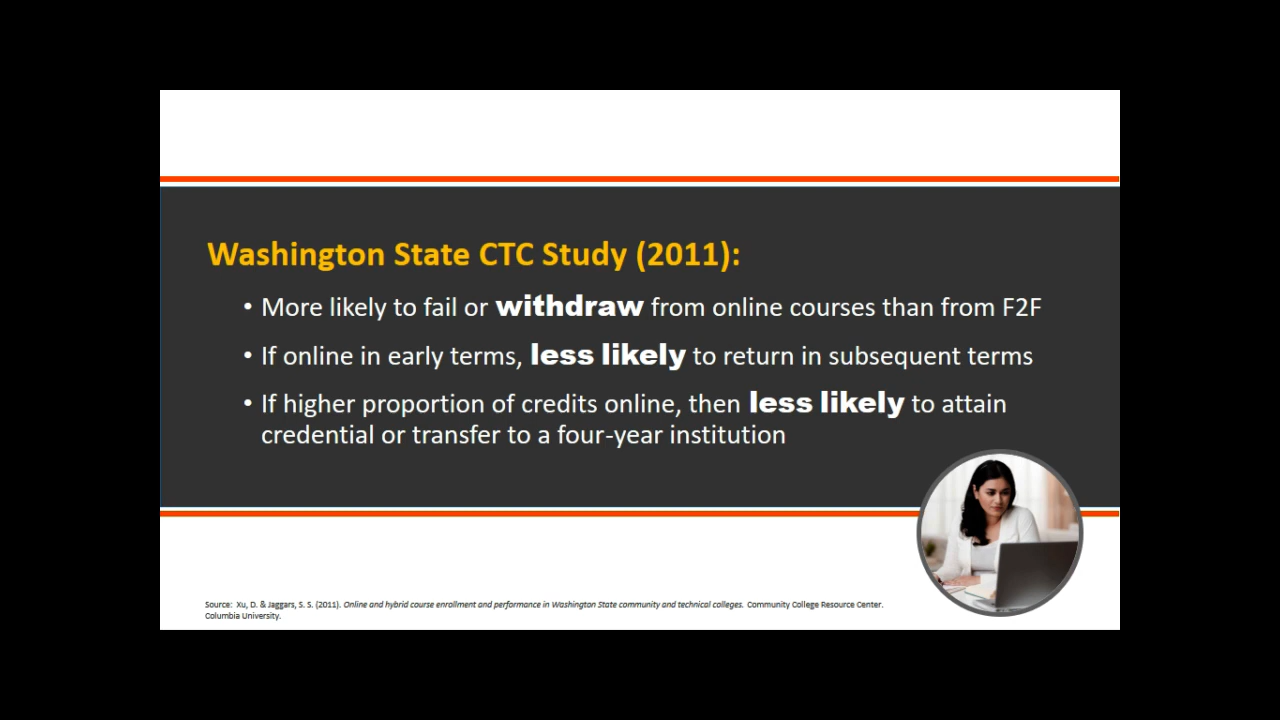 Washington State CTC Study (2011):
• More likely to fail or withdraw from online courses than from F2F
• If online in early terms, less likely to return in subsequent terms
• If higher proportion of credits online, then less likely to attain
credential or transfer to a four-year institution
Source: Xu, D. & Jaggars, S. S. (2011). Online and hybrid course enrollment and performance in Washington State community and technical colleges. Community College Resource Center.
Columbia University.